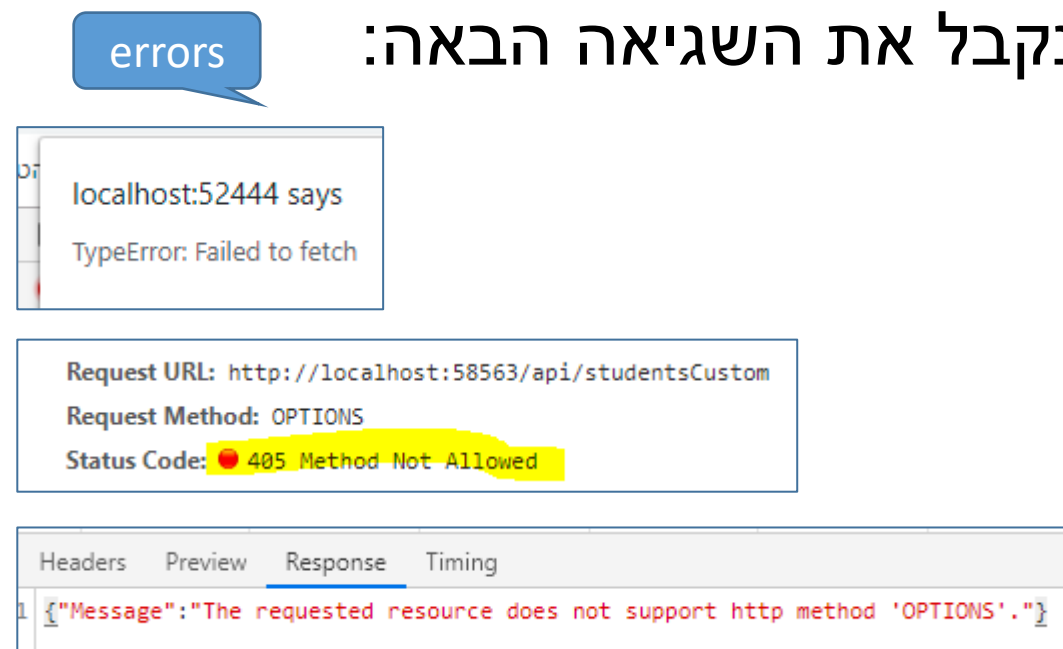 errors
את השגיאה הבאה:
localhost:52444 says
TypeError: Failed to fetch
Request URL: http://localhost:58563/api/studentsCustom
Request Method: OPTIONS
Status Code: 405 Method Not Allowed
Headers Preview Response Timing
1 {"Message":"The requested resource does not support http method 'OPTIONS'."}